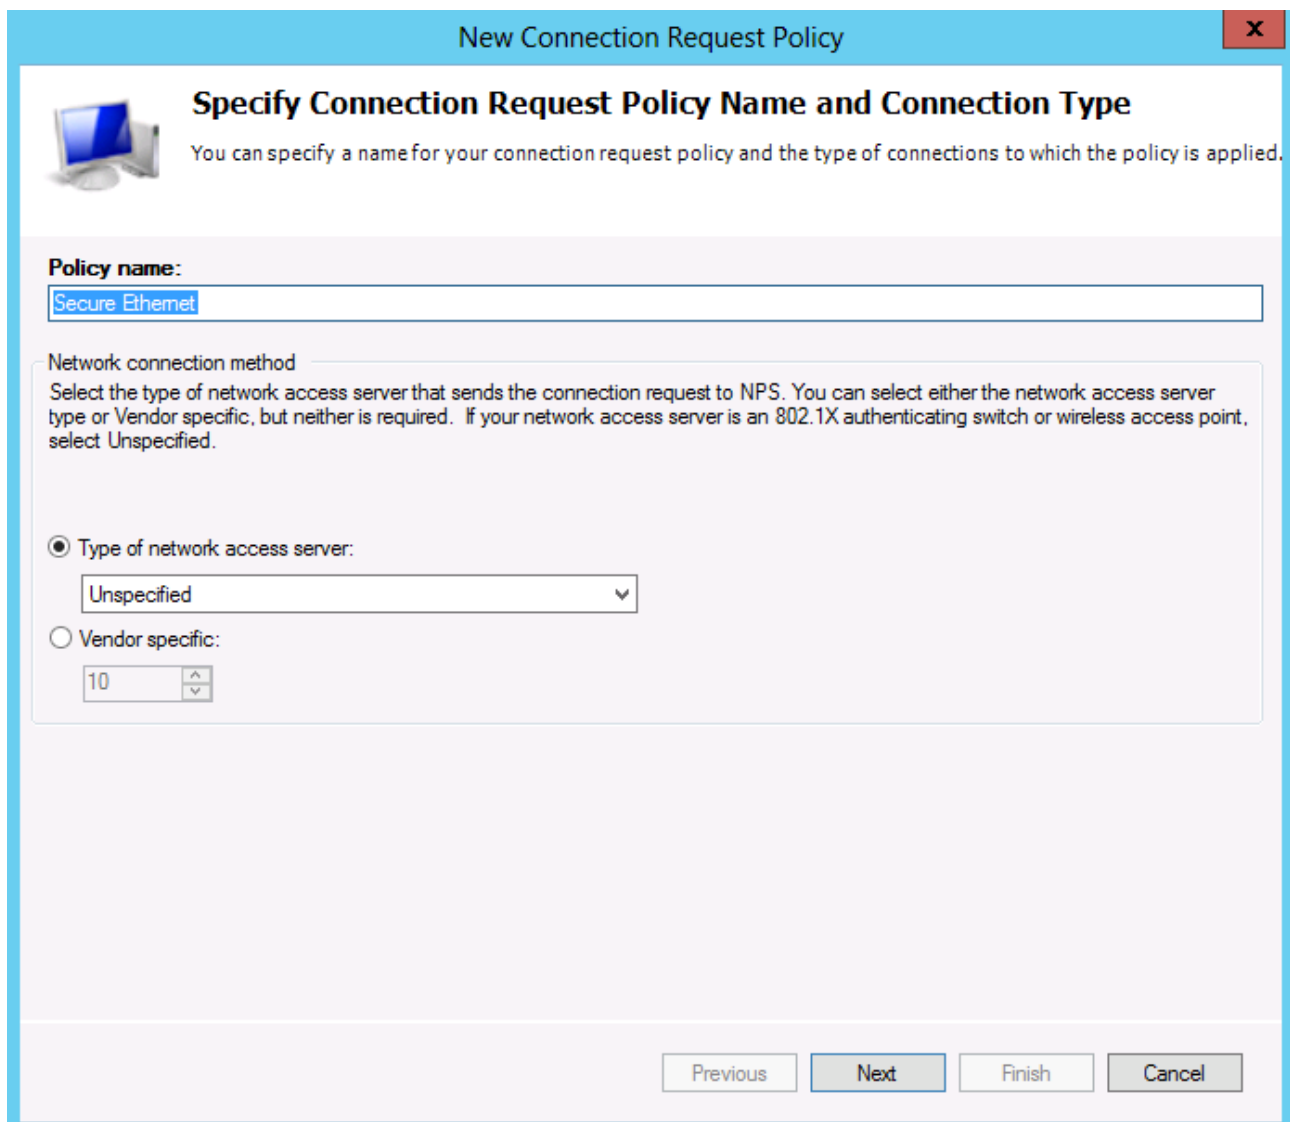 New Connection Request Policy
x
Specify Connection Request Policy Name and Connection Type
You can specify a name for your connection request policy and the type of connections to which the policy is applied.
Policy name:
Secure Ethernet
Network connection method
Select the type of network access server that sends the connection request to NPS. You can select either the network access server
type or Vendor specific, but neither is required.  If your network access server is an 802.1X authenticating switch or wireless access point,
select Unspecified.
Type of network access server:
Unspecified
Vendor specific:
10
Previous Next Finish Cancel